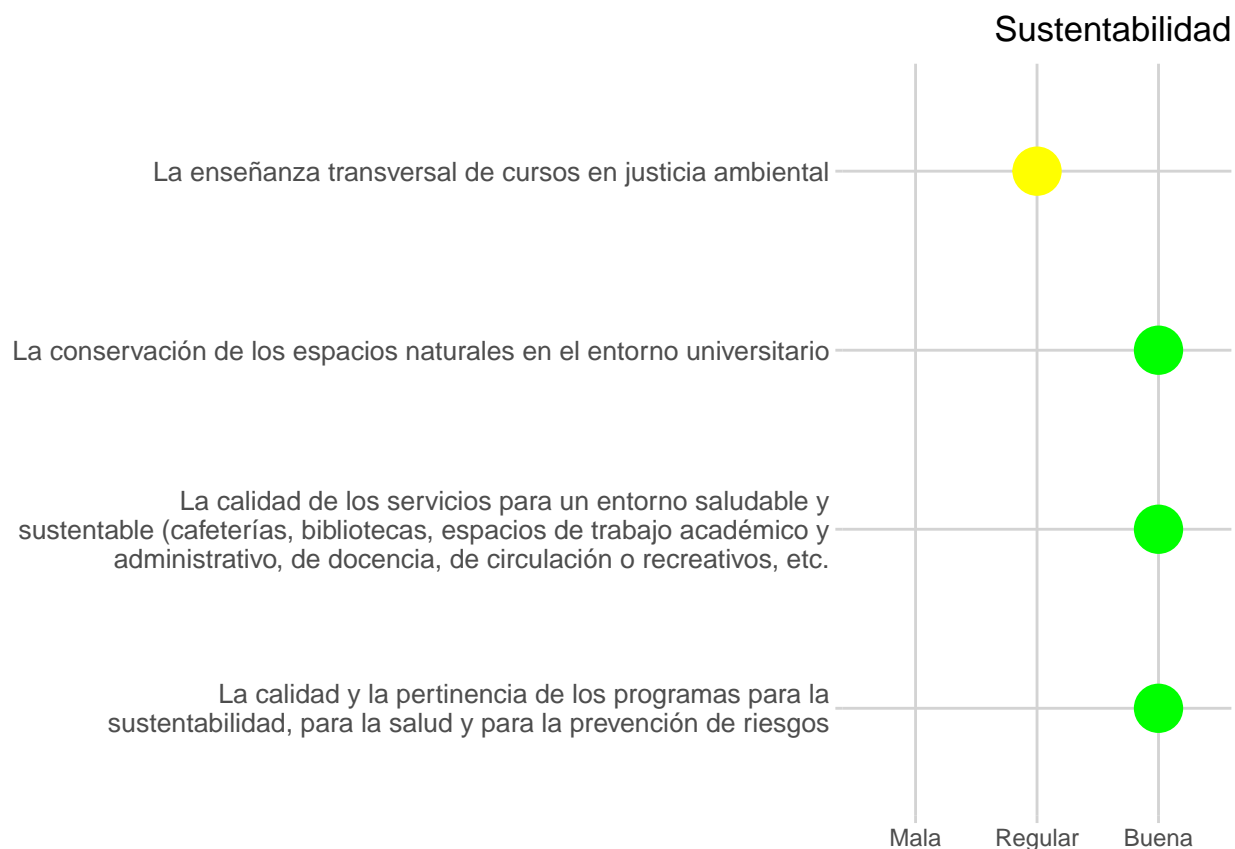 Sustentabilidad
La enseñanza transversal de cursos en justicia ambiental
La conservación de los espacios naturales en el entorno universitario
La calidad de los servicios para un entorno saludable y
sustentable (cafeterías, bibliotecas, espacios de trabajo académico y
administrativo, de docencia, de circulación o recreativos, etc.
La calidad y la pertinencia de los programas para la
sustentabilidad, para la salud y para la prevención de riesgos
Mala Regular Buena